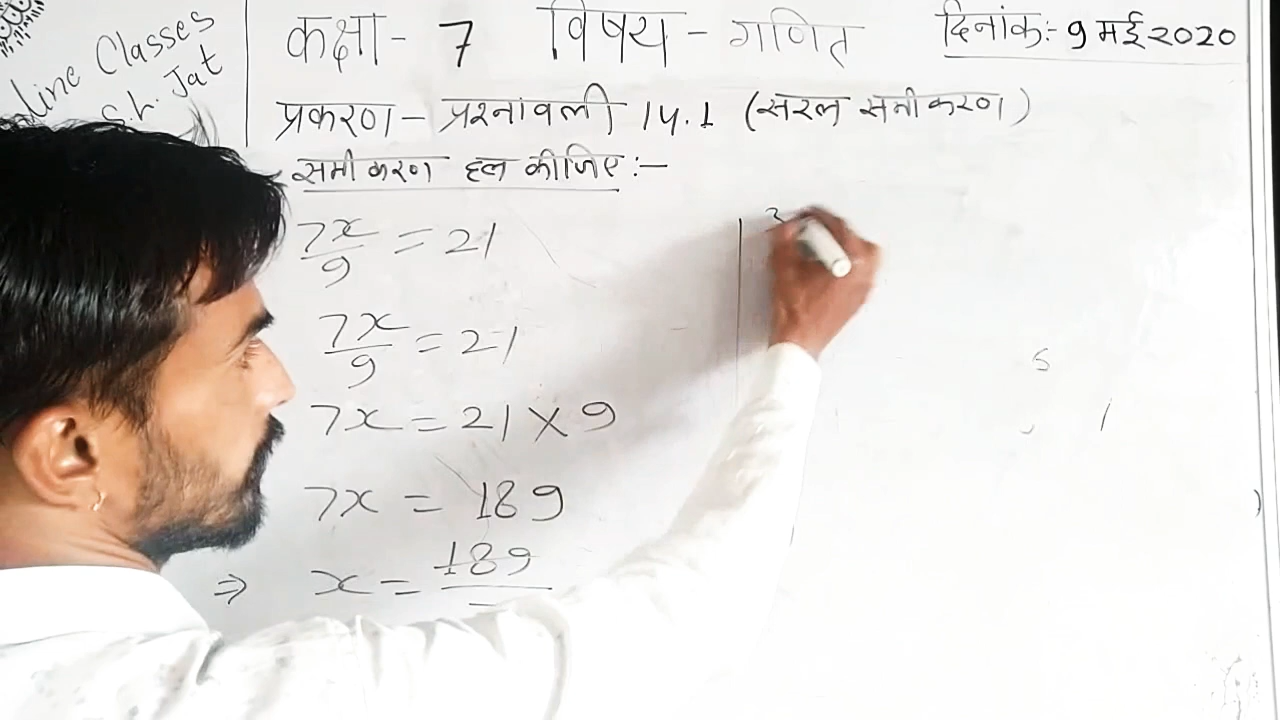 Classes
S.L. Jat
कक्षा - 7 विषय - गणित दिनांक:- 9 मई 2020
प्रकरण - प्रश्नावली 14.1 (सरल समीकरण)
समीकरण हल कीजिए :-
7x/9 = 21
7x/9 = 21
7x = 21 × 9
7x = 189
⇒ x = 189